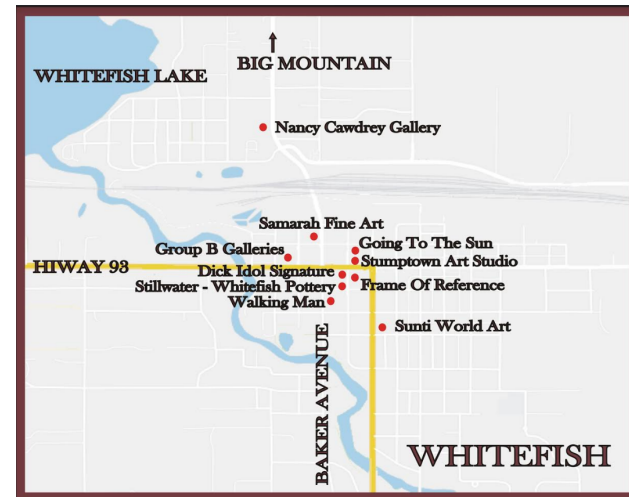 BIG MOUNTAIN
WHITEFISH LAKE
Nancy Cawdrey Gallery
Samarah Fine Art
Going To The Sun
Group B Galleries
Stumptown Art Studio
HIWAY 93
Dick Idol Signature
Stillwater - Whitefish Pottery
Frame Of Reference
Walking Man
Sunti World Art
BAKER AVENUE
WHITEFISH